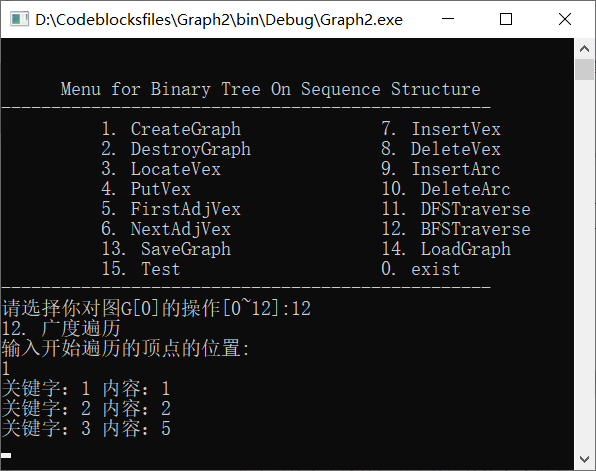 D:\Codeblocksfiles\Graph2\bin\Debug\Graph2.exe
Menu for Binary Tree On Sequence Structure
-------------------------------------------------
1. CreateGraph 7. InsertVex
2. DestroyGraph 8. DeleteVex
3. LocateVex 9. InsertArc
4. PutVex 10. DeleteArc
5. FirstAdjVex 11. DFSTraverse
6. NextAdjVex 12. BFSTraverse
13. SaveGraph 14. LoadGraph
15. Test 0. exist
-------------------------------------------------
请选择你对图G[0]的操作[0~12]:12
12. 广度遍历
输入开始遍历的顶点的位置:
1
关键字: 1 内容: 1
关键字: 2 内容: 2
关键字: 3 内容: 5